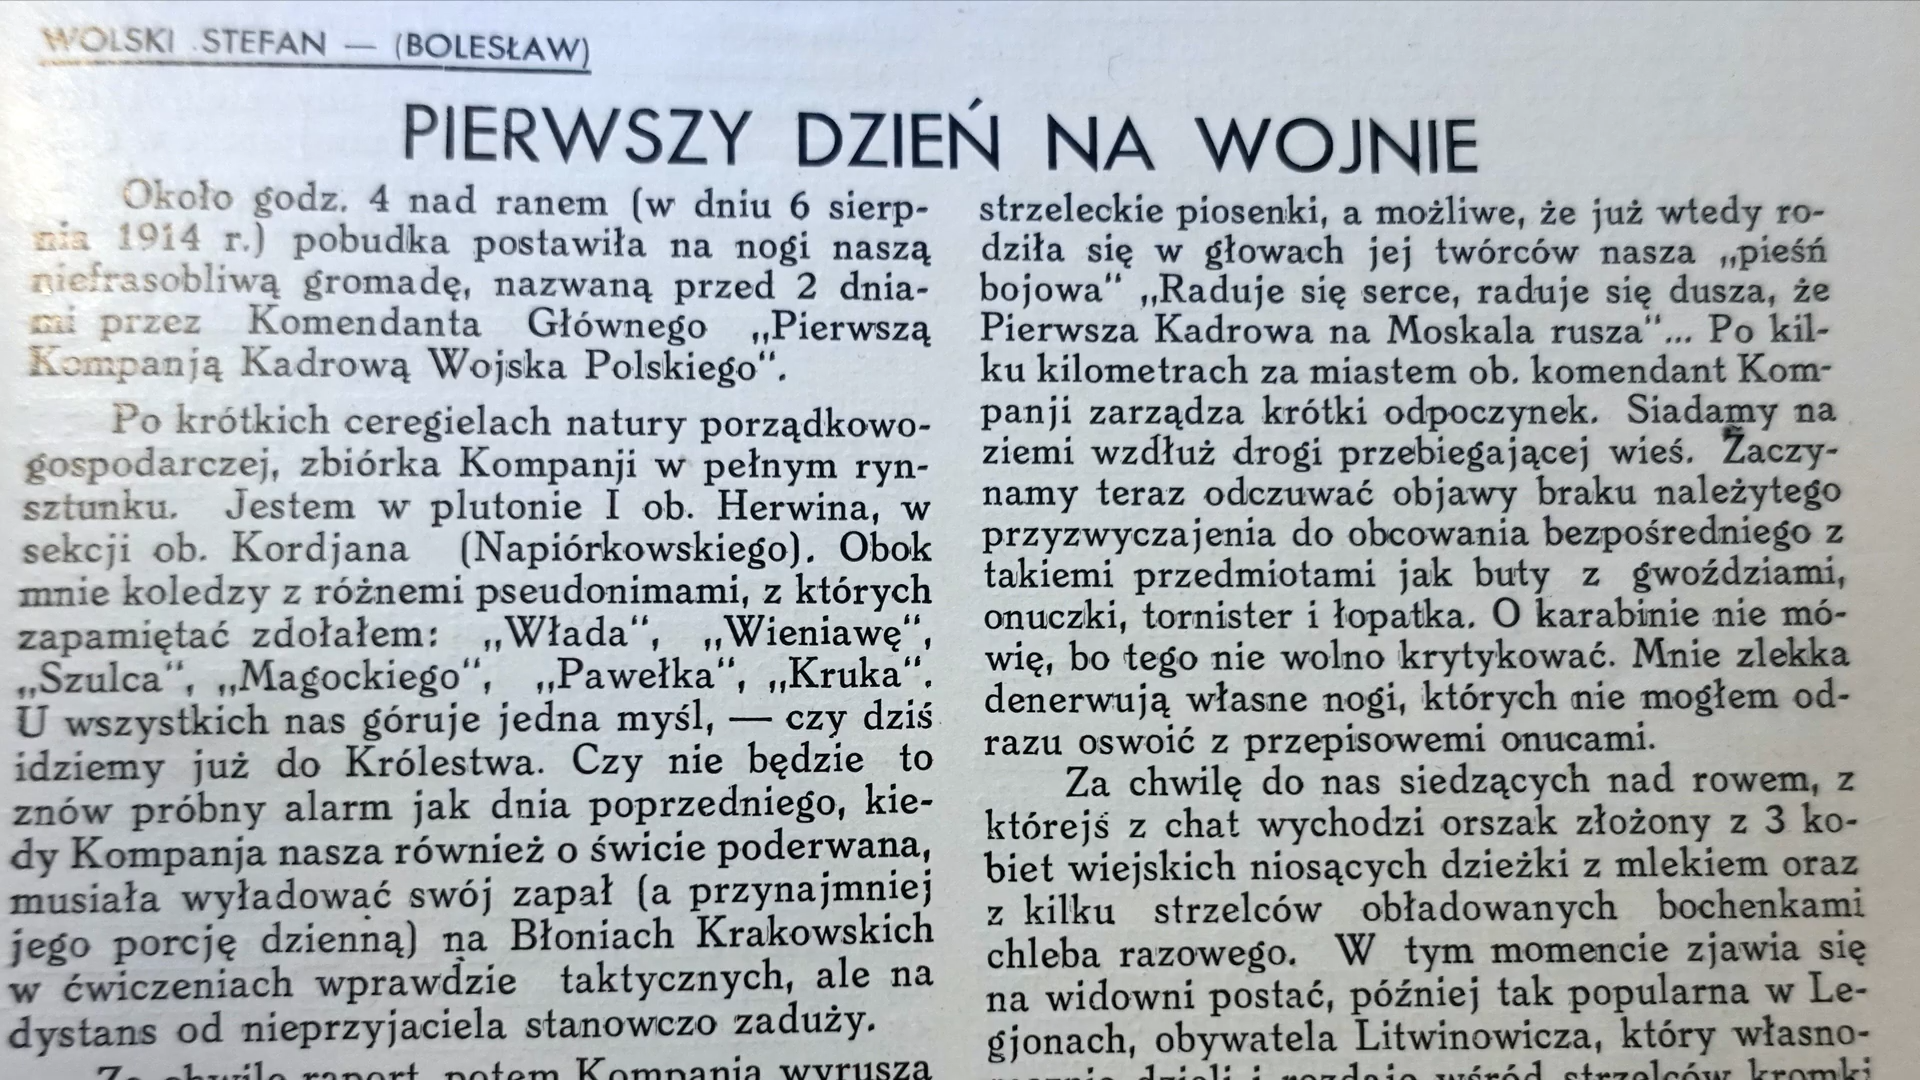 WOLSKI STEFAN — (BOLESŁAW)
PIERWSZY DZIEŃ NA WOJNIE
Około godz. 4 nad ranem (w dniu 6 sierp-
nia 1914 r.) pobudka postawiła na nogi naszą
niefrasobliwą gromadę, nazwaną przed 2 dnia-
mi przez Komendanta Głównego „Pierwszą
Kompanją Kadrową Wojska Polskiego“.
Po krótkich ceregielach natury porządkowo-
gospodarczej, zbiórka Kompanji w pełnym ryn-
sztunku. Jestem w plutonie I ob. Herwina, w
sekcji ob. Kordjana (Napiórkowskiego). Obok
mnie koledzy z różnemi pseudonimami, z których
zapamiętać zdołałem: „Włada“, „Wieniawę“,
„Szulca“, „Magockiego“, „Pawełka“, „Kruka“.
U wszystkich nas góruje jedna myśl, — czy dziś
idziemy już do Królestwa. Czy nie będzie to
znów próbny alarm jak dnia poprzedniego, kie-
dy Kompanja nasza również o świcie poderwana,
musiała wyładować swój zapał (a przynajmniej
jego porcję dzienną) na Błoniach Krakowskich
w ćwiczeniach wprawdzie taktycznych, ale na
dystans od nieprzyjaciela stanowczo zaduży.
Za chwilę raport, potem Kompanja wyrusza
strzeleckie piosenki, a możliwe, że już wtedy ro-
dziła się w głowach jej twórców nasza „pieśń
bojowa“ „Raduje się serce, raduje się dusza, że
Pierwsza Kadrowa na Moskala rusza“... Po kil-
ku kilometrach za miastem ob. komendant Kom-
panji zarządza krótki odpoczynek. Siadamy na
ziemi wzdłuż drogi przebiegającej wieś. Zaczy-
namy teraz odczuwać objawy braku należytego
przyzwyczajenia do obcowania bezpośredniego z
takiemi przedmiotami jak buty z gwoździami,
onuczki, tornister i łopatka. O karabinie nie mó-
wię, bo tego nie wolno krytykować. Mnie zlekka
denerwują własne nogi, których nie mogłem od-
razu oswoić z przepisowemi onucami.
Za chwilę do nas siedzących nad rowem, z
którejś z chat wychodzi orszak złożony z 3 ko-
biet wiejskich niosących dzieżki z mlekiem oraz
z kilku strzelców obładowanych bochenkami
chleba razowego. W tym momencie zjawia się
na widowni postać, później tak popularna w Le-
gjonach, obywatela Litwinowicza, który własno-
ręcznie dzieli i rozdaje wśród strzelców kromki